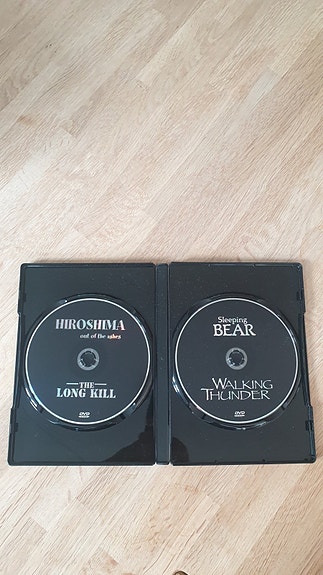 HIROSHIMA
out of the ashes
THE
LONG KILL
DVD
Sleeping
BEAR
WALKING
THUNDER
DVD